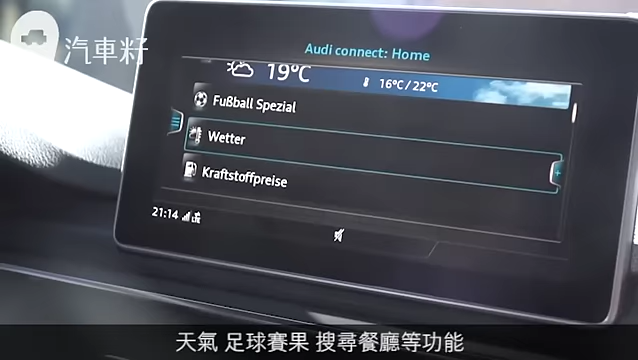 汽車籽
Audi connect: Home
19°C
16°C / 22°C
Fußball Spezial
Wetter
Kraftstoffpreise
21:14
天氣 足球賽果 搜尋餐廳等功能